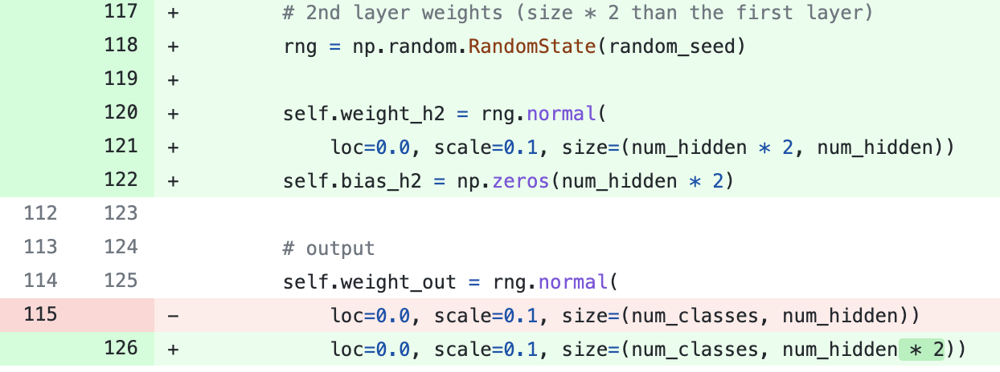 117 + # 2nd layer weights (size * 2 than the first layer)
118 + rng = np.random.RandomState(random_seed)
119 +
120 + self.weight_h2 = rng.normal(
121 + loc=0.0, scale=0.1, size=(num_hidden * 2, num_hidden))
122 + self.bias_h2 = np.zeros(num_hidden * 2)
112 123
113 124 # output
114 125 self.weight_out = rng.normal(
115 - loc=0.0, scale=0.1, size=(num_classes, num_hidden))
126 + loc=0.0, scale=0.1, size=(num_classes, num_hidden * 2))